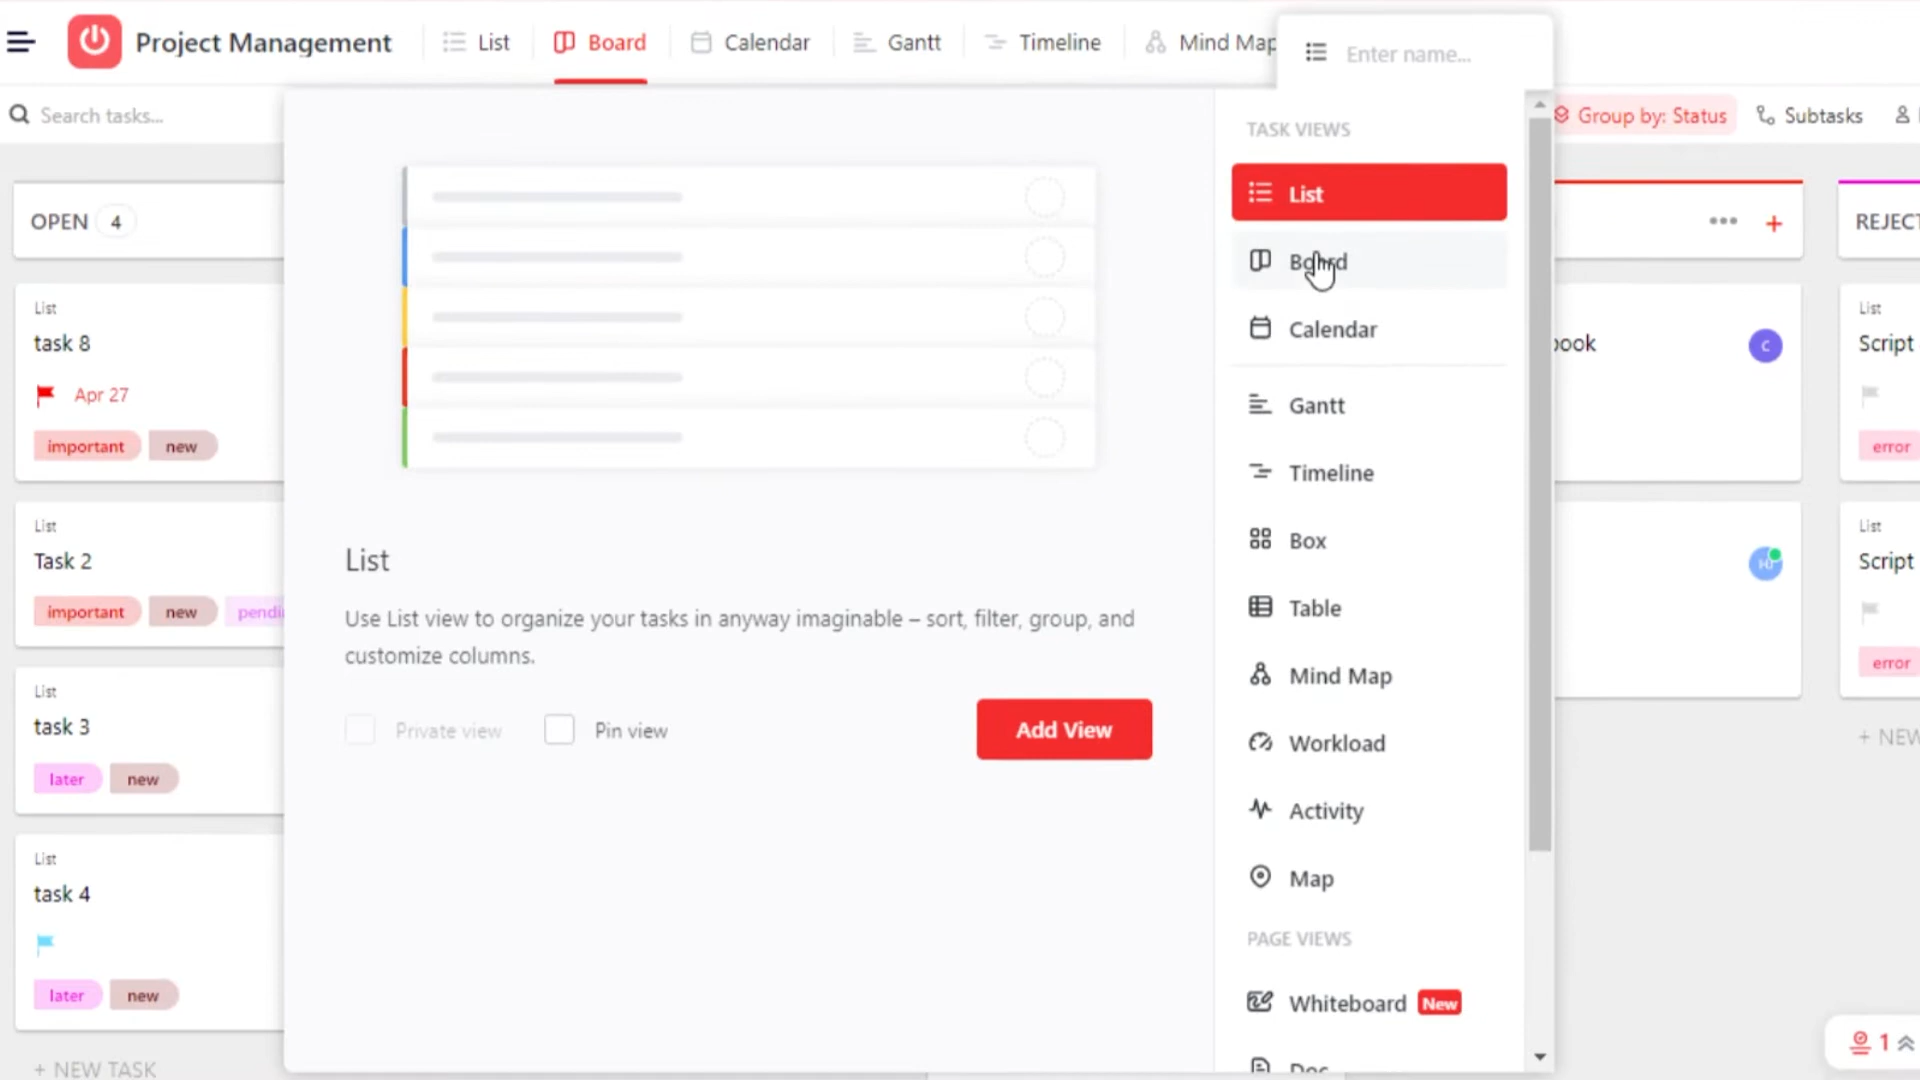 Project Management
List
Board
Calendar
Gantt
Timeline
Mind Map
Enter name...
Search tasks...
Group by: Status
Subtasks
OPEN 4
List
task 8
Apr 27
important new
List
Task 2
important new
List
task 3
later new
List
task 4
later new
+ NEW TASK
List
Use List view to organize your tasks in anyway imaginable – sort, filter, group, and
customize columns.
Private view
Pin view
Add View
TASK VIEWS
List
Board
Calendar
Gantt
Timeline
Box
Table
Mind Map
Workload
Activity
Map
PAGE VIEWS
Whiteboard New
Doc
C
List
Script
error
List
Script
error
+ NEW
1